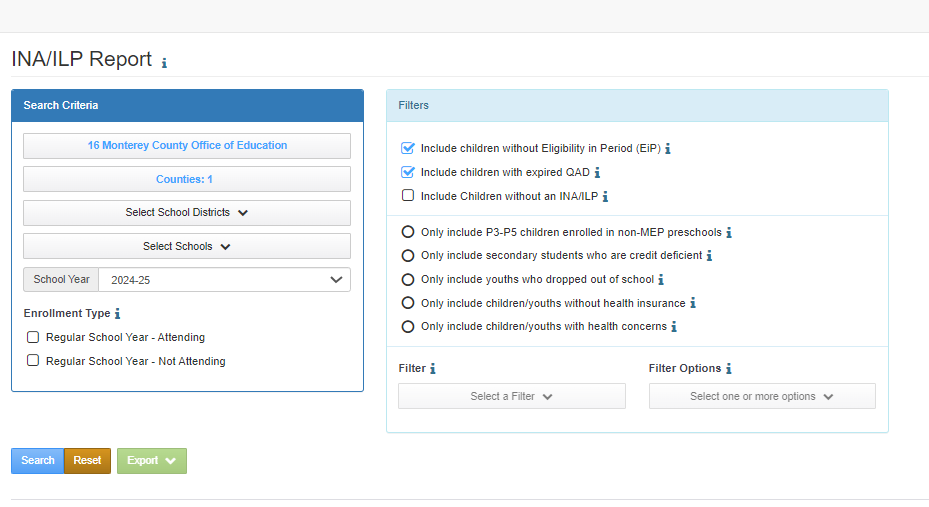 INA/ILP Report
Search Criteria
16 Monterey County Office of Education
Counties: 1
Select School Districts
Select Schools
School Year 2024-25
Enrollment Type
Regular School Year - Attending
Regular School Year - Not Attending
Filters
Include children without Eligibility in Period (EiP)
Include children with expired QAD
Include Children without an INA/ILP
Only include P3-P5 children enrolled in non-MEP preschools
Only include secondary students who are credit deficient
Only include youths who dropped out of school
Only include children/youths without health insurance
Only include children/youths with health concerns
Filter
Select a Filter
Filter Options
Select one or more options
Search Reset Export